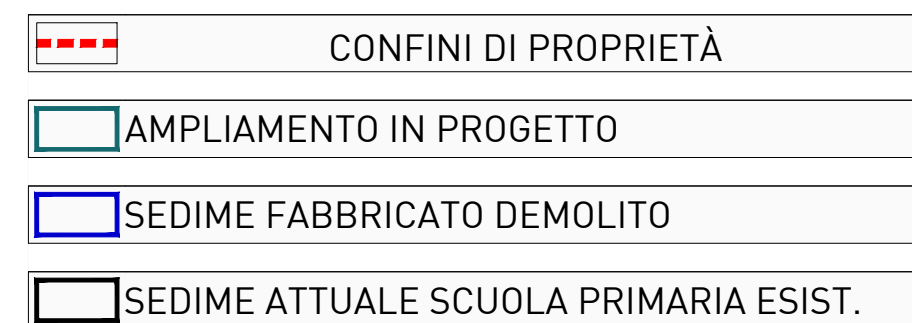 CONFINI DI PROPRIETÀ
AMPLIAMENTO IN PROGETTO
SEDIME FABBRICATO DEMOLITO
SEDIME ATTUALE SCUOLA PRIMARIA ESIST.